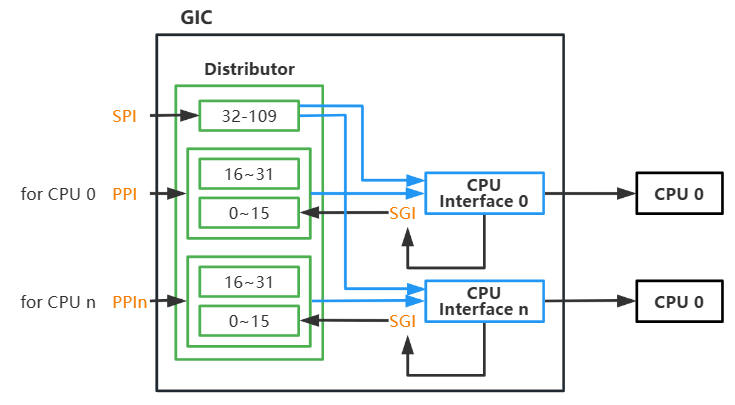 GIC
Distributor
SPI
32-109
16~31
for CPU 0 PPI
0~15
SGI
CPU
Interface 0
CPU 0
16~31
for CPU n PPIn
0~15
SGI
CPU
Interface n
CPU 0